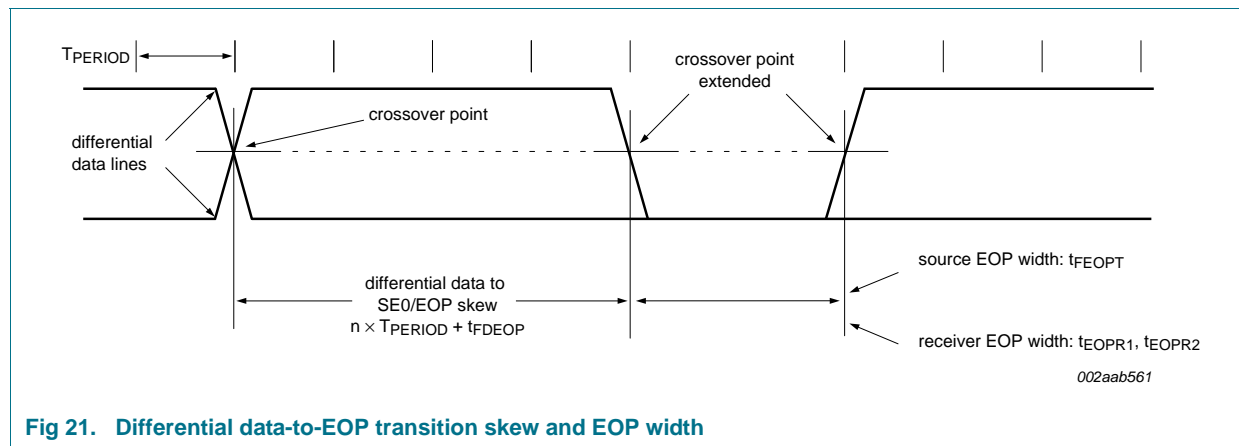 TPERIOD
crossover point
extended
crossover point
differential
data lines
differential data to
SE0/EOP skew
n × TPERIOD + tFDEOP
source EOP width: tFEOPT
receiver EOP width: tEOPR1, tEOPR2
002aab561
Fig 21. Differential data-to-EOP transition skew and EOP width